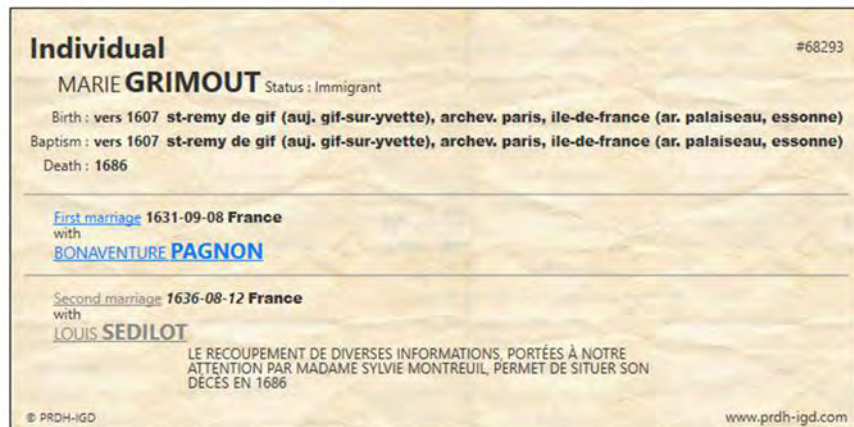 Individual #68293
MARIE GRIMOUT Status : Immigrant
Birth : vers 1607 st-remy de gif (auj. gif-sur-yvette), archev. paris, ile-de-france (ar. palaiseau, essonne)
Baptism : vers 1607 st-remy de gif (auj. gif-sur-yvette), archev. paris, ile-de-france (ar. palaiseau, essonne)
Death : 1686
First marriage 1631-09-08 France
with
BONAVENTURE PAGNON
Second marriage 1636-08-12 France
with
LOUIS SEDILOT
LE RECOUPEMENT DE DIVERSES INFORMATIONS, PORTÉES À NOTRE
ATTENTION PAR MADAME SYLVIE MONTREUIL, PERMET DE SITUER SON
DÉCÈS EN 1686
© PRDH-IGD www.prdh-igd.com